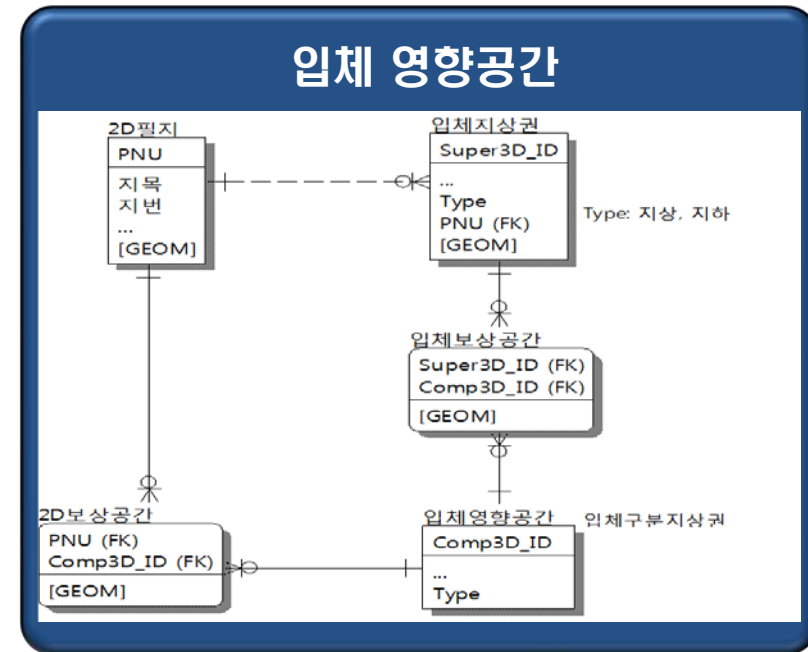 입체 영향공간
2D필지
PNU
지목
지번
...
[GEOM]
입체지상권
Super3D_ID
...
Type
PNU (FK)
[GEOM]
Type: 지상, 지하
입체보상공간
Super3D_ID (FK)
Comp3D_ID (FK)
[GEOM]
2D보상공간
PNU (FK)
Comp3D_ID (FK)
[GEOM]
입체영향공간
Comp3D_ID
...
Type
입체구분지상권